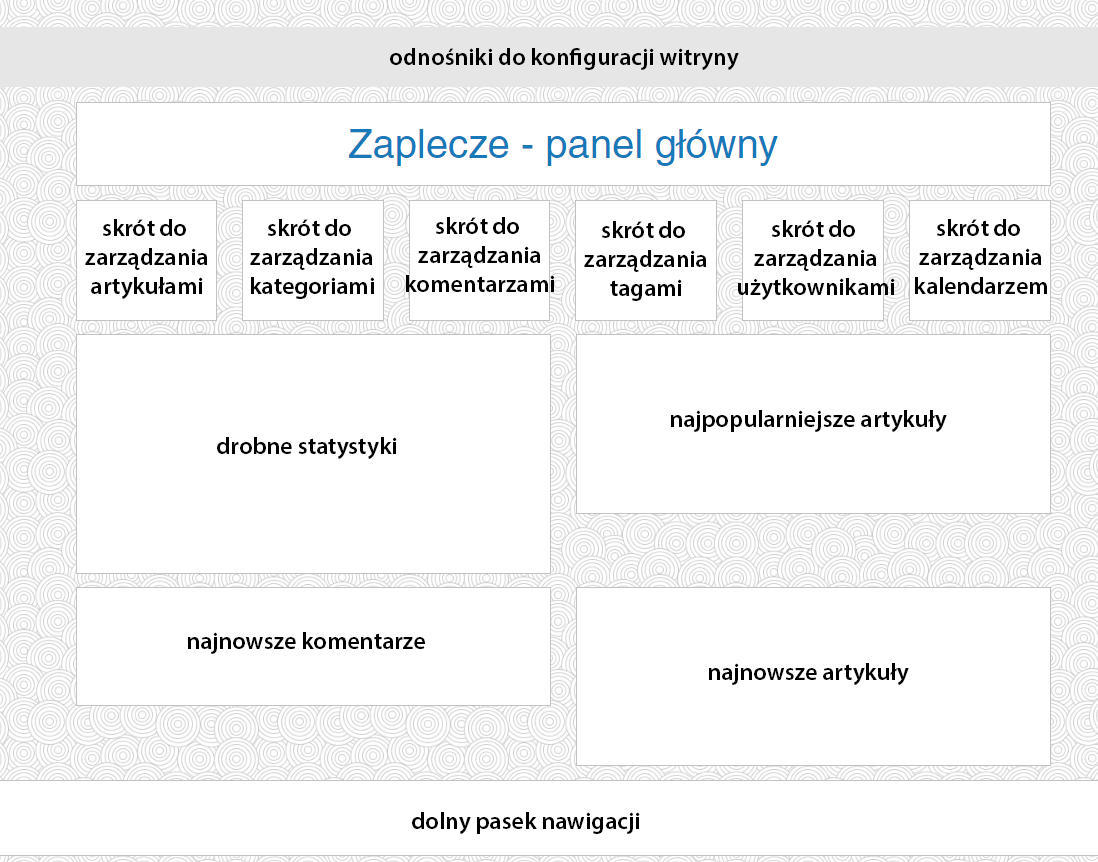 odnośniki do konfiguracji witryny
Zaplecze - panel główny
skrót do
zarządzania
artykułami
skrót do
zarządzania
kategoriami
skrót do
zarządzania
komentarzami
skrót do
zarządzania
tagami
skrót do
zarządzania
użytkownikami
skrót do
zarządzania
kalendarzem
drobne statystyki
najpopularniejsze artykuły
najnowsze komentarze
najnowsze artykuły
dolny pasek nawigacji